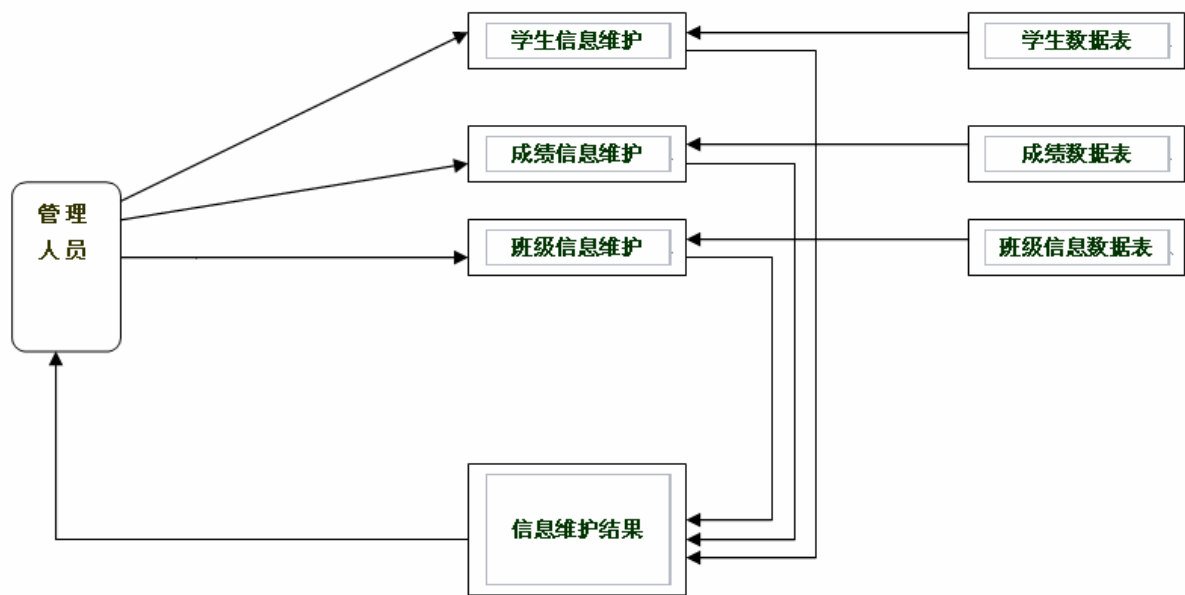 学生信息维护
学生数据表
成绩信息维护
成绩数据表
管 理
人 员
班级信息维护
班级信息数据表
信息维护结果